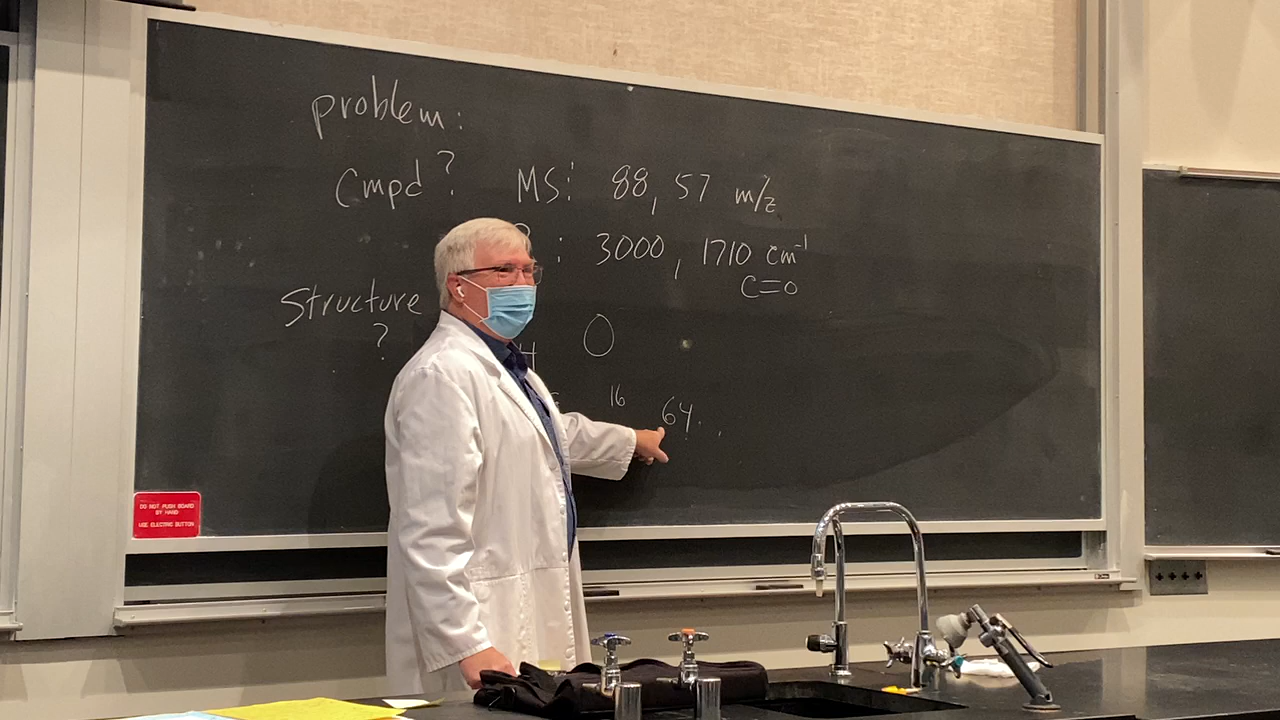 problem:
Cmpd? MS: 88, 57 m/z
: 3000, 1710 cm⁻¹
C=O
Structure
?
H O
16 64
DO NOT PUSH BOARD
BY HAND
USE ELECTRIC BUTTON